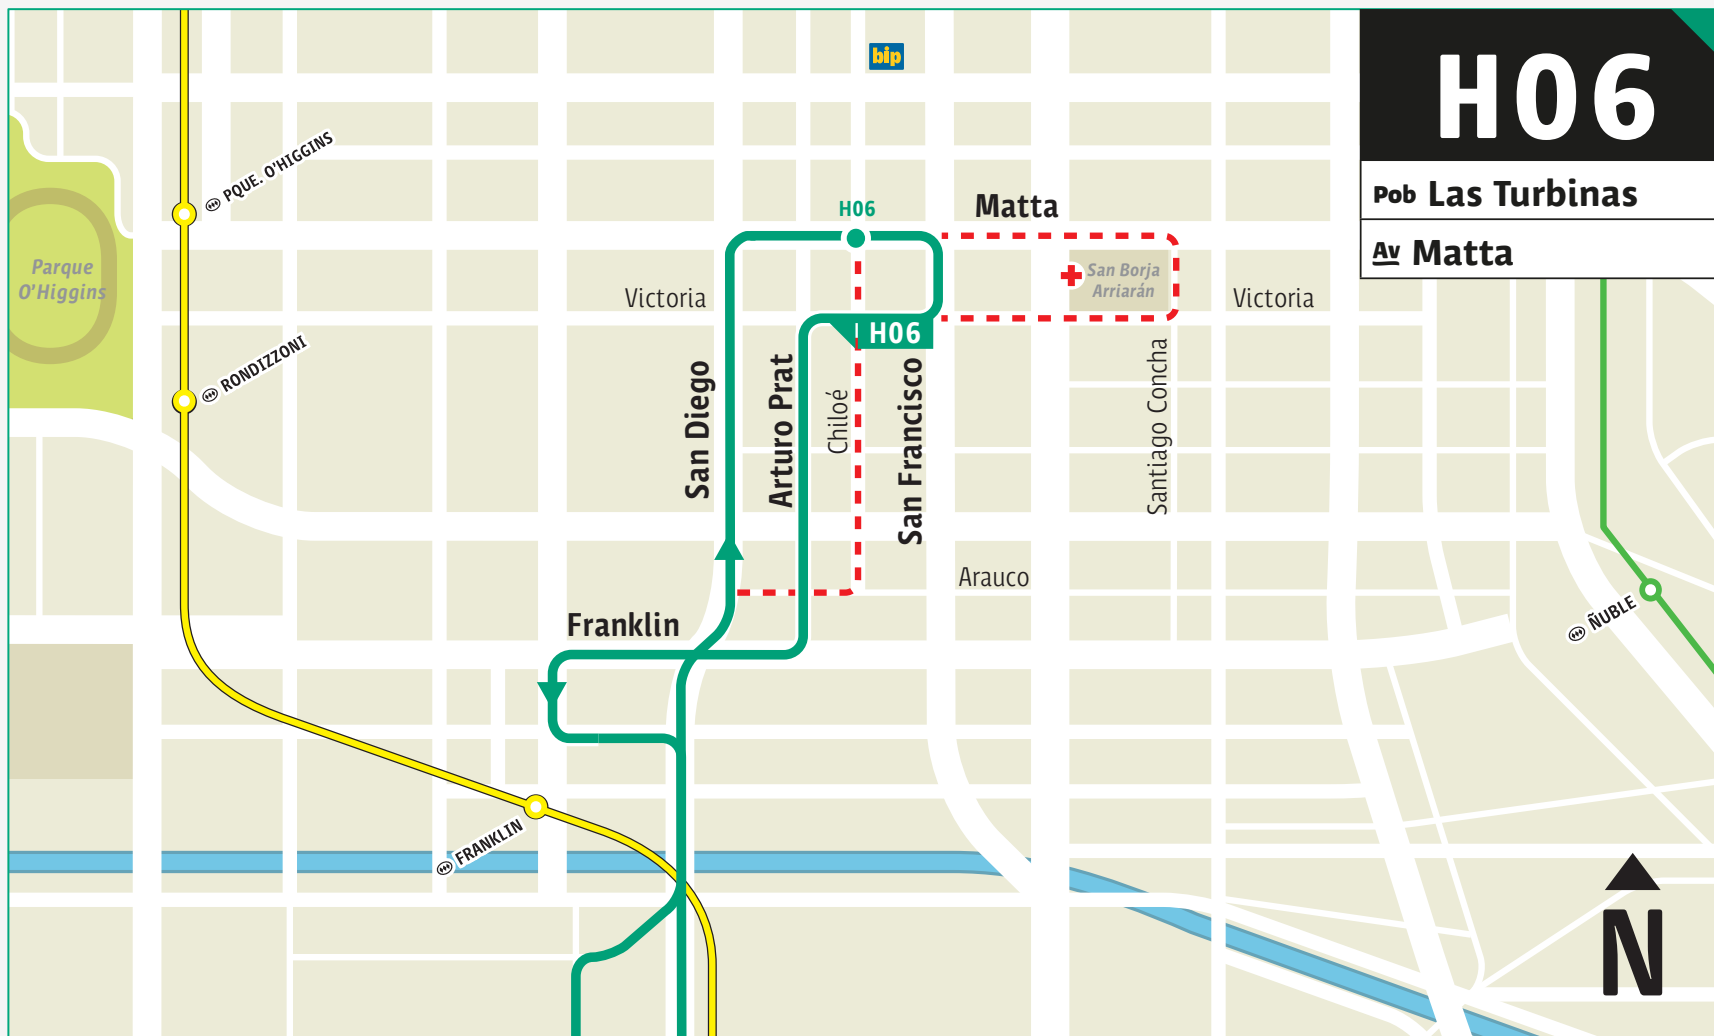 bip
H06
Pob Las Turbinas
Av Matta
PQUE. O'HIGGINS
H06
Matta
Parque
O'Higgins
San Borja
Arriarán
Victoria
Victoria
H06
RONDIZZONI
San Diego
Arturo Prat
Chiloé
San Francisco
Santiago Concha
Arauco
Franklin
ÑUBLE
FRANKLIN
N